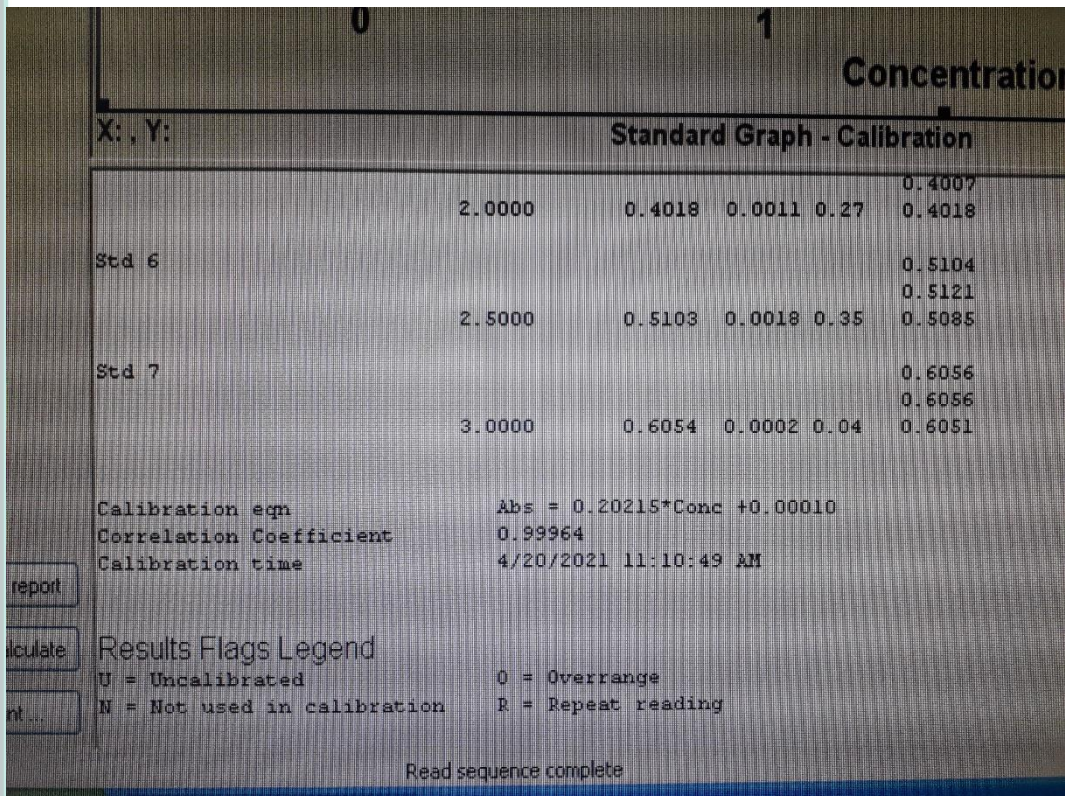 0 1
Concentration
X: , Y: Standard Graph - Calibration
0.4007
2.0000 0.4018 0.0011 0.27 0.4018
Std 6 0.5104
0.5121
2.5000 0.5103 0.0018 0.35 0.5085
Std 7 0.6056
0.6056
3.0000 0.6054 0.0002 0.04 0.6051
Calibration eqn Abs = 0.20215*Conc +0.00010
Correlation Coefficient 0.99964
Calibration time 4/20/2021 11:10:49 AM
report
lculate
nt ...
Results Flags Legend
U = Uncalibrated O = Overrange
N = Not used in calibration R = Repeat reading
Read sequence complete